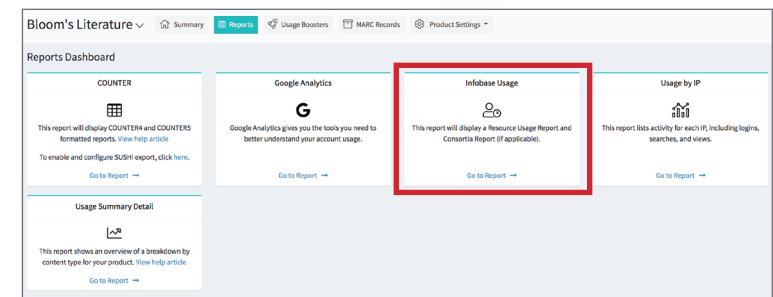 Bloom's Literature
Summary
Reports
Usage Boosters
MARC Records
Product Settings
Reports Dashboard
COUNTER
This report will display COUNTER4 and COUNTER5
formatted reports. View help article
To enable and configure SUSHI export, click here.
Go to Report →
Google Analytics
G
Google Analytics gives you the tools you need to
better understand your account usage.
Go to Report →
Infobase Usage
This report will display a Resource Usage Report and
Consortia Report (if applicable).
Go to Report →
Usage by IP
This report lists activity for each IP, including logins,
searches, and views.
Go to Report →
Usage Summary Detail
This report shows an overview of a breakdown by
content type for your product. View help article
Go to Report →